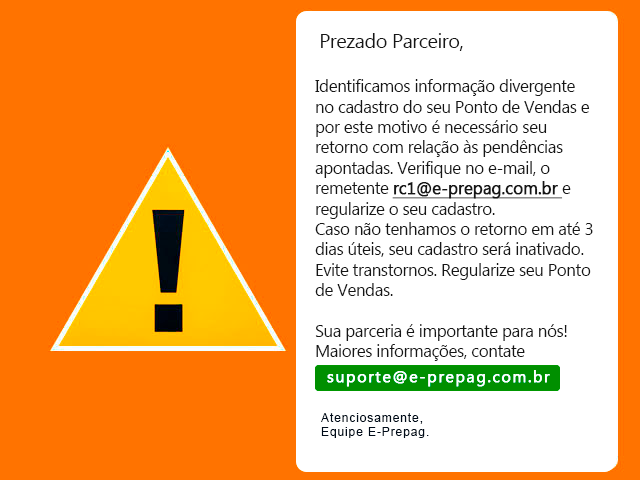 Prezado Parceiro,
Identificamos informação divergente
no cadastro do seu Ponto de Vendas e
por este motivo é necessário seu
retorno com relação às pendências
apontadas. Verifique no e-mail, o
remetente rc1@e-prepag.com.br e
regularize o seu cadastro.
Caso não tenhamos o retorno em até 3
dias úteis, seu cadastro será inativado.
Evite transtornos. Regularize seu Ponto
de Vendas.
Sua parceria é importante para nós!
Maiores informações, contate
suporte@e-prepag.com.br
Atenciosamente,
Equipe E-Prepag.